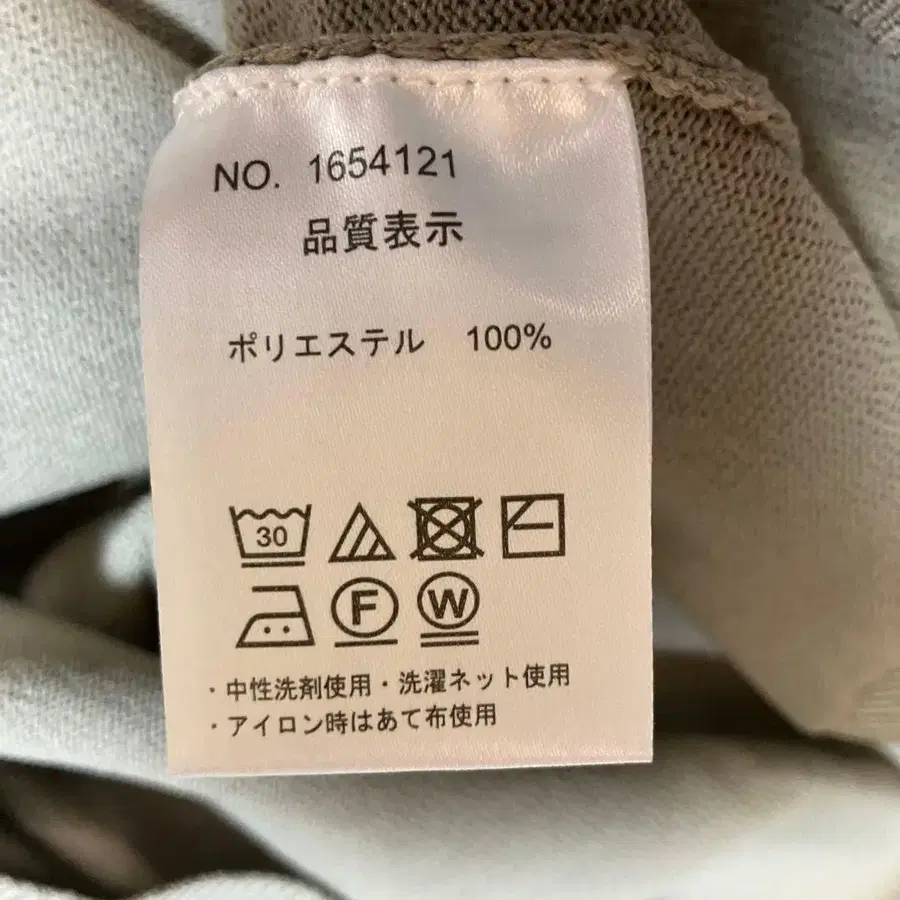 NO. 1654121
品質表示
ポリエステル 100%
30
F W
・中性洗剤使用・洗濯ネット使用
・アイロン時はあて布使用